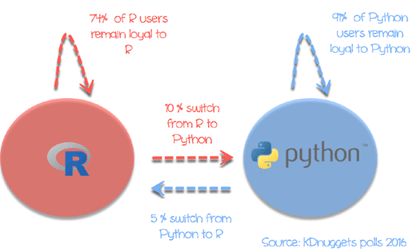 74% of R users
remain loyal to
R
91% of Python
users remain
loyal to Python
10 % switch
from R to
Python
R
python™
5 % switch from
Python to R
Source: KDnuggets polls 2016